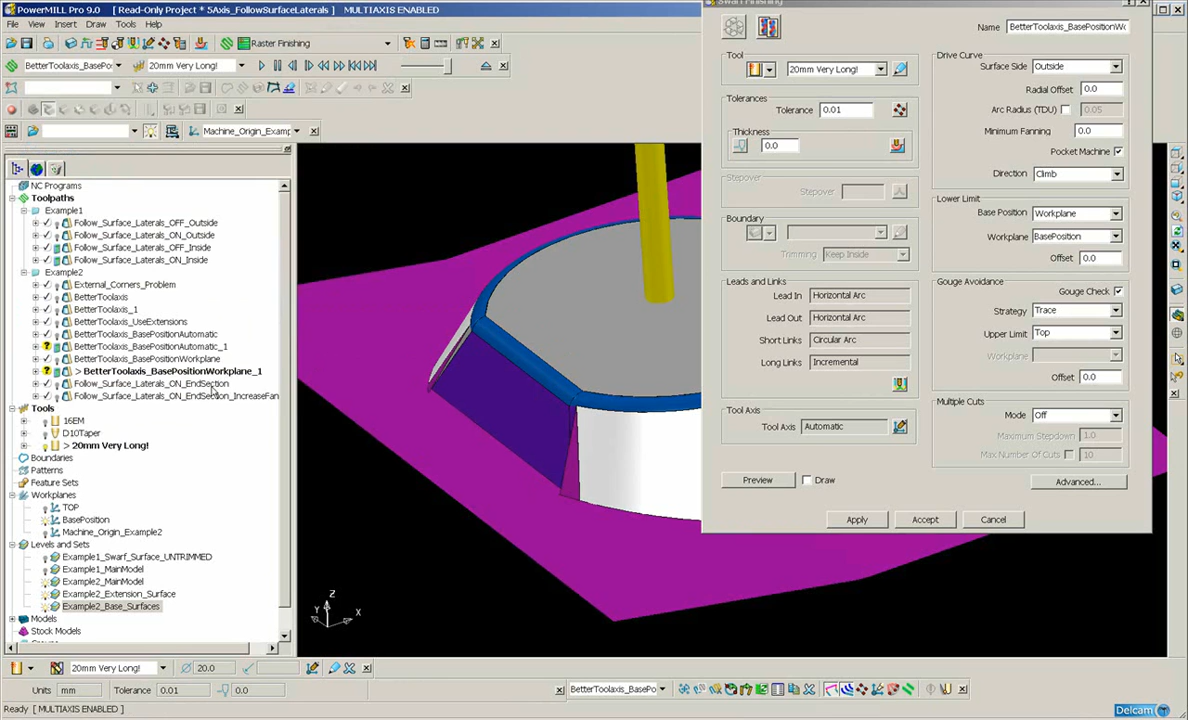 PowerMILL Pro 9.0 - [Read-Only Project * 5Axis_FollowSurfaceLaterals] MULTIAXIS ENABLED
File View Insert Draw Tools Help
Raster Finishing
BetterToolaxis_BasePo 20mm Very Long!
Machine_Origin_Examp
NC Programs
Toolpaths
Example1
Follow_Surface_Laterals_OFF_Outside
Follow_Surface_Laterals_ON_Outside
Follow_Surface_Laterals_OFF_Inside
Follow_Surface_Laterals_ON_Inside
Example2
External_Corners_Problem
BetterToolaxis
BetterToolaxis_1
BetterToolaxis_UseExtensions
BetterToolaxis_BasePositionAutomatic
BetterToolaxis_BasePositionAutomatic_1
BetterToolaxis_BasePositionWorkplane
> BetterToolaxis_BasePositionWorkplane_1
Follow_Surface_Laterals_ON_EndSection
Follow_Surface_Laterals_ON_EndSection_IncreaseFan
Tools
16EM
D10Taper
> 20mm Very Long!
Boundaries
Patterns
Feature Sets
Workplanes
TOP
BasePosition
Machine_Origin_Example2
Levels and Sets
Example1_Swarf_Surface_UNTRIMMED
Example1_MainModel
Example2_MainModel
Example2_Extension_Surface
Example2_Base_Surfaces
Models
Stock Models
Z
Y
X
Swarf Finishing
Name BetterToolaxis_BasePositionWo
Tool
20mm Very Long!
Tolerances
Tolerance 0.01
Thickness
0.0
Stepover
Stepover
Boundary
Trimming Keep Inside
Leads and Links
Lead In Horizontal Arc
Lead Out Horizontal Arc
Short Links Circular Arc
Long Links Incremental
Tool Axis
Tool Axis Automatic
Preview Draw
Drive Curve
Surface Side Outside
Radial Offset 0.0
Arc Radius (TDU) 0.05
Minimum Fanning 0.0
Pocket Machine
Direction Climb
Lower Limit
Base Position Workplane
Workplane BasePosition
Offset 0.0
Gouge Avoidance
Gouge Check
Strategy Trace
Upper Limit Top
Workplane
Offset 0.0
Multiple Cuts
Mode Off
Maximum Stepdown 1.0
Max Number Of Cuts 10
Advanced...
Apply Accept Cancel
20mm Very Long! 20.0
Units mm Tolerance 0.01 0.0 BetterToolaxis_BasePo
Ready [ MULTIAXIS ENABLED ] Delcam